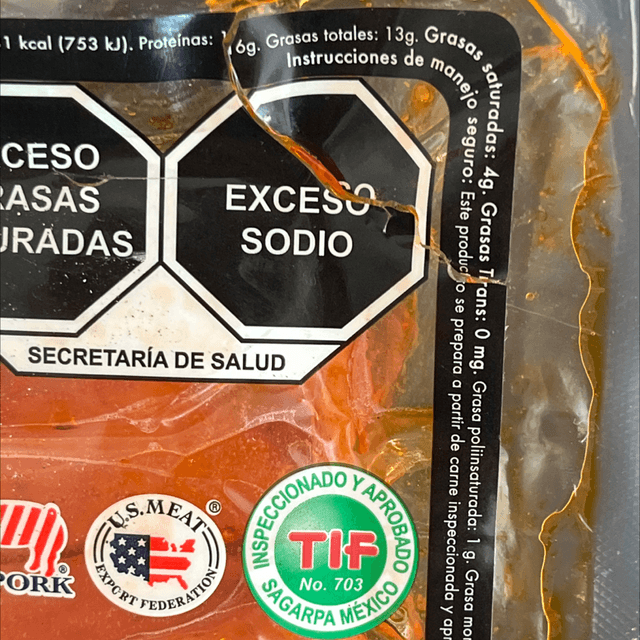 1 kcal (753 kJ). Proteínas: 16g. Grasas totales: 13g. Grasas saturadas: 4g. Grasas Trans: 0 mg. Grasa poliinsaturada: 1 g. Grasa mo
Instrucciones de manejo seguro: Este producto se prepara a partir de carne inspeccionada y apr
CESO
RASAS
URADAS
EXCESO
SODIO
SECRETARÍA DE SALUD
PORK®
U.S. MEAT®
EXPORT FEDERATION
INSPECCIONADO Y APROBADO
TIF
No. 703
SAGARPA MÉXICO